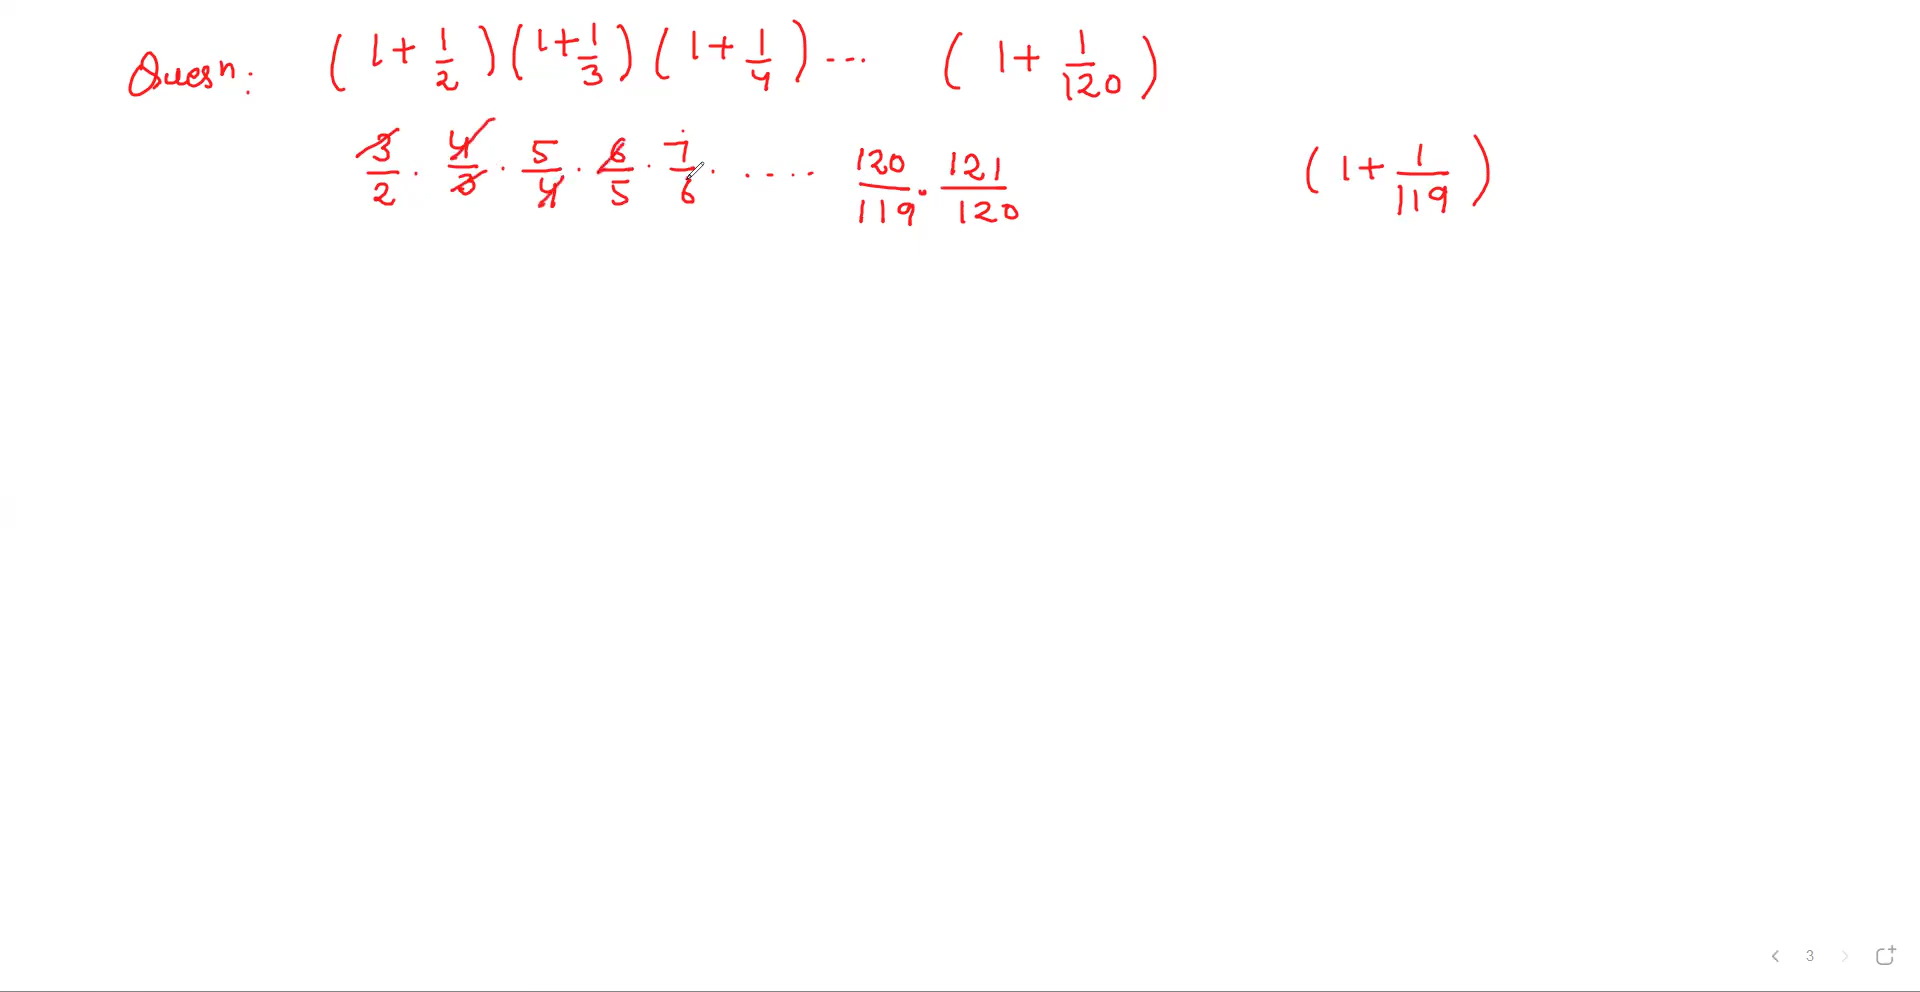 Quesn: (1+1/2)(1+1/3)(1+1/4)... (1+1/120)
3/2 · 4/3 · 5/4 · 6/5 · 7/6 · .... 120/119 · 121/120 (1+1/119)
3